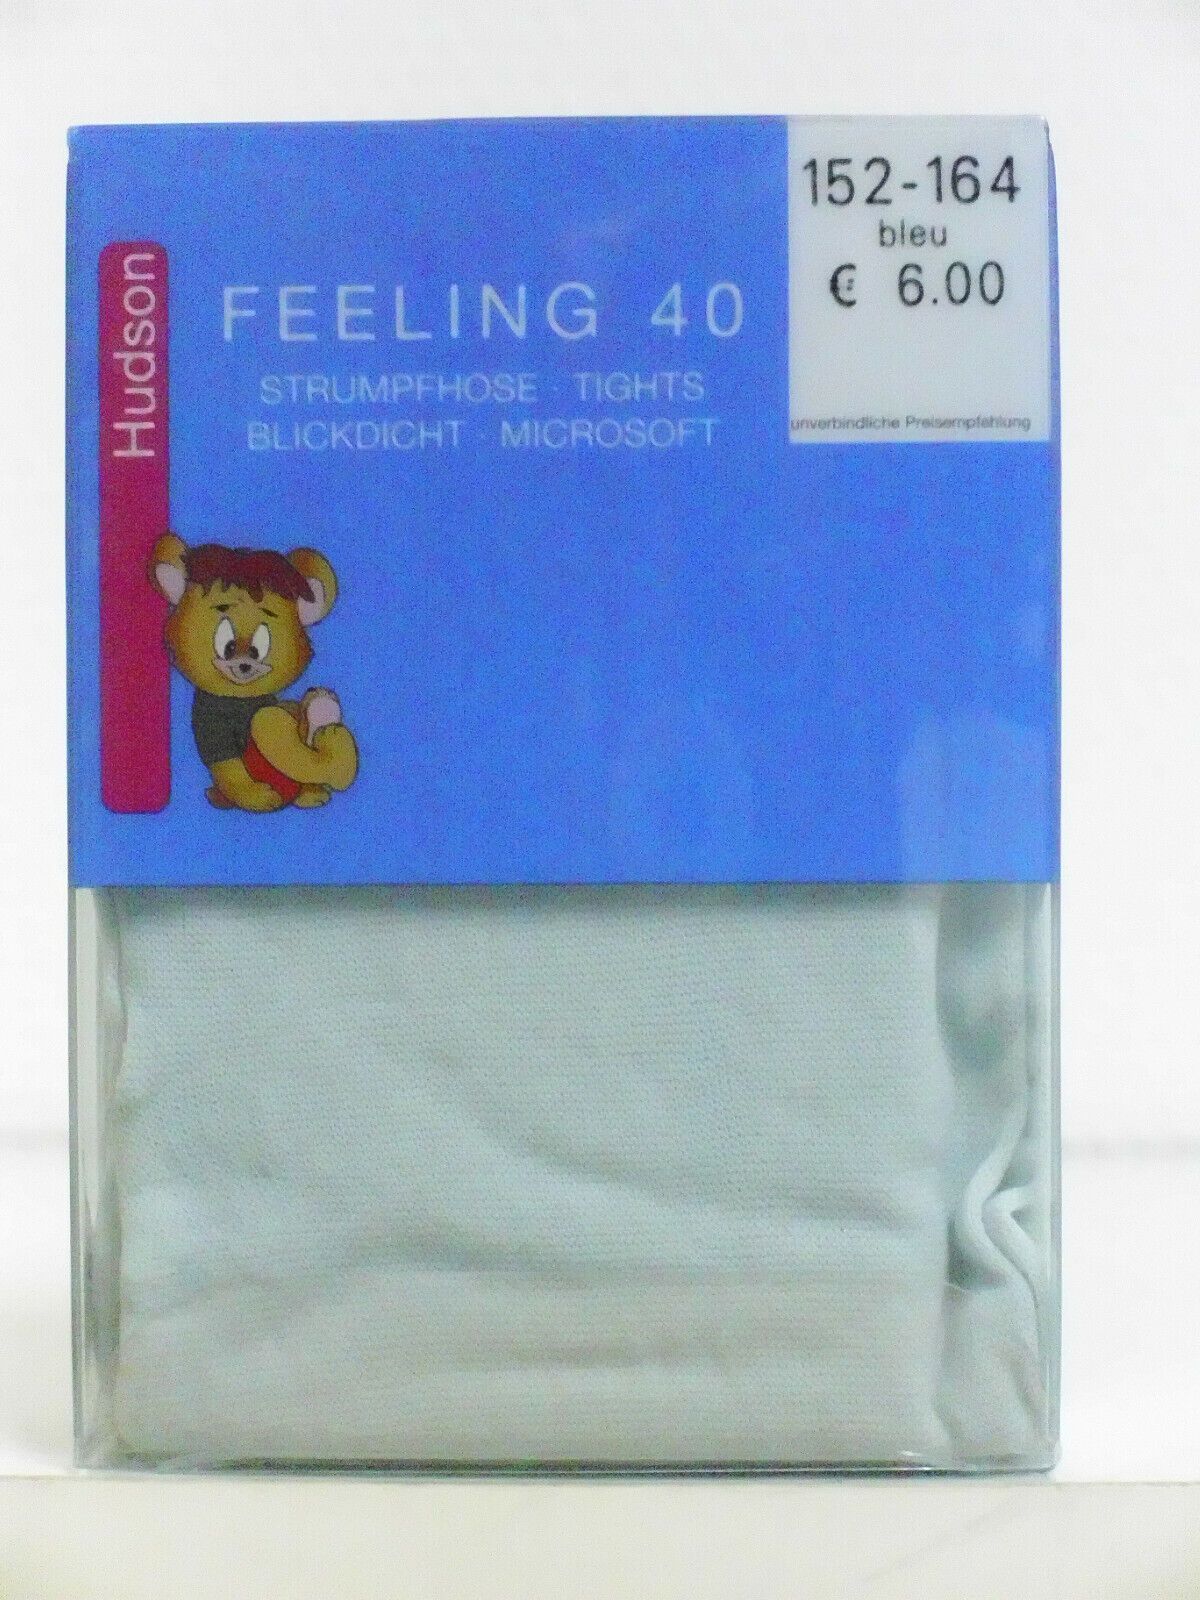 152-164
bleu
€ 6.00
unverbindliche Preisempfehlung
Hudson
FEELING 40
STRUMPFHOSE · TIGHTS
BLICKDICHT · MICROSOFT